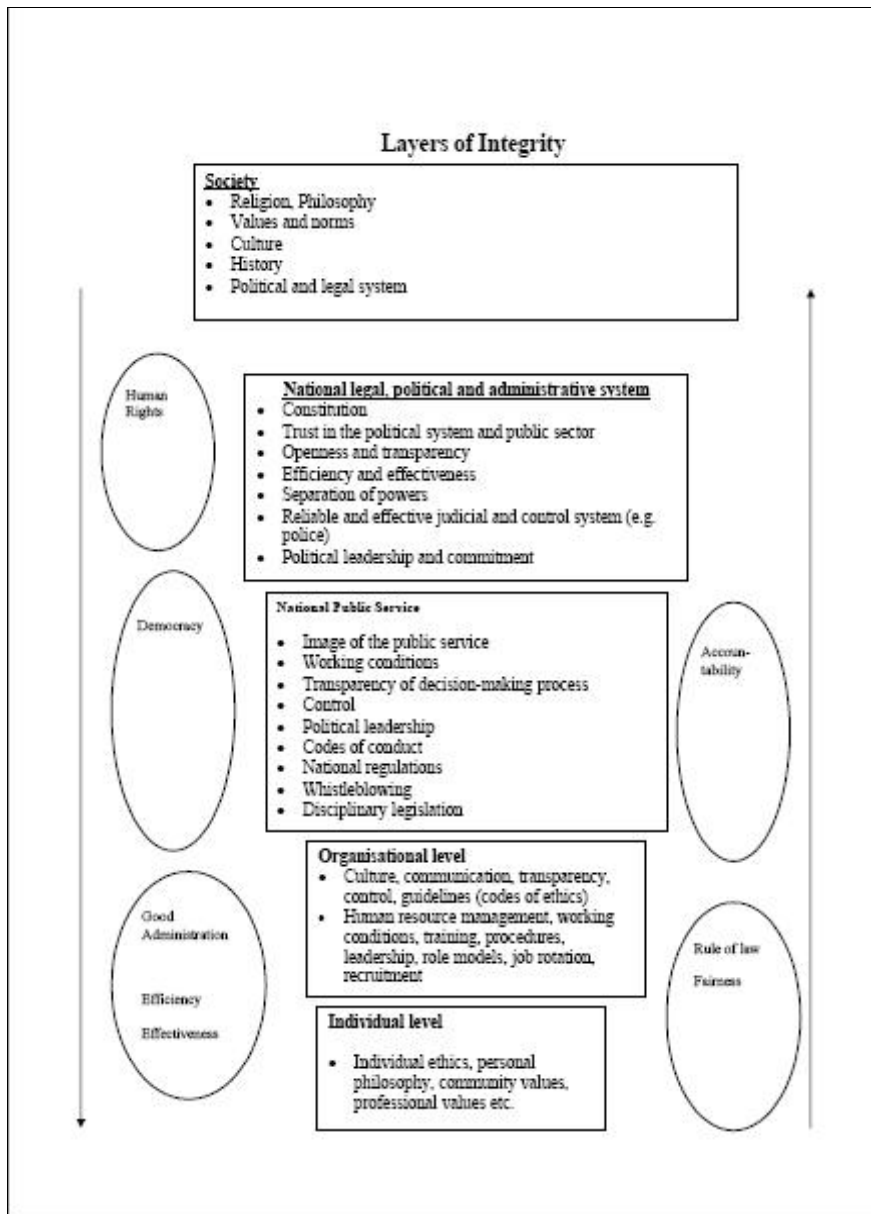 Layers of Integrity
Society
• Religion, Philosophy
• Values and norms
• Culture
• History
• Political and legal system
Human
Rights
National legal, political and administrative system
• Constitution
• Trust in the political system and public sector
• Openness and transparency
• Efficiency and effectiveness
• Separation of powers
• Reliable and effective judicial and control system (e.g.
police)
• Political leadership and commitment
Democracy
National Public Service
• Image of the public service
• Working conditions
• Transparency of decision-making process
• Control
• Political leadership
• Codes of conduct
• National regulations
• Whistleblowing
• Disciplinary legislation
Accoun-
tability
Organisational level
• Culture, communication, transparency,
control, guidelines (codes of ethics)
• Human resource management, working
conditions, training, procedures,
leadership, role models, job rotation,
recruitment
Good
Administration
Efficiency
Effectiveness
Rule of law
Fairness
Individual level
• Individual ethics, personal
philosophy, community values,
professional values etc.